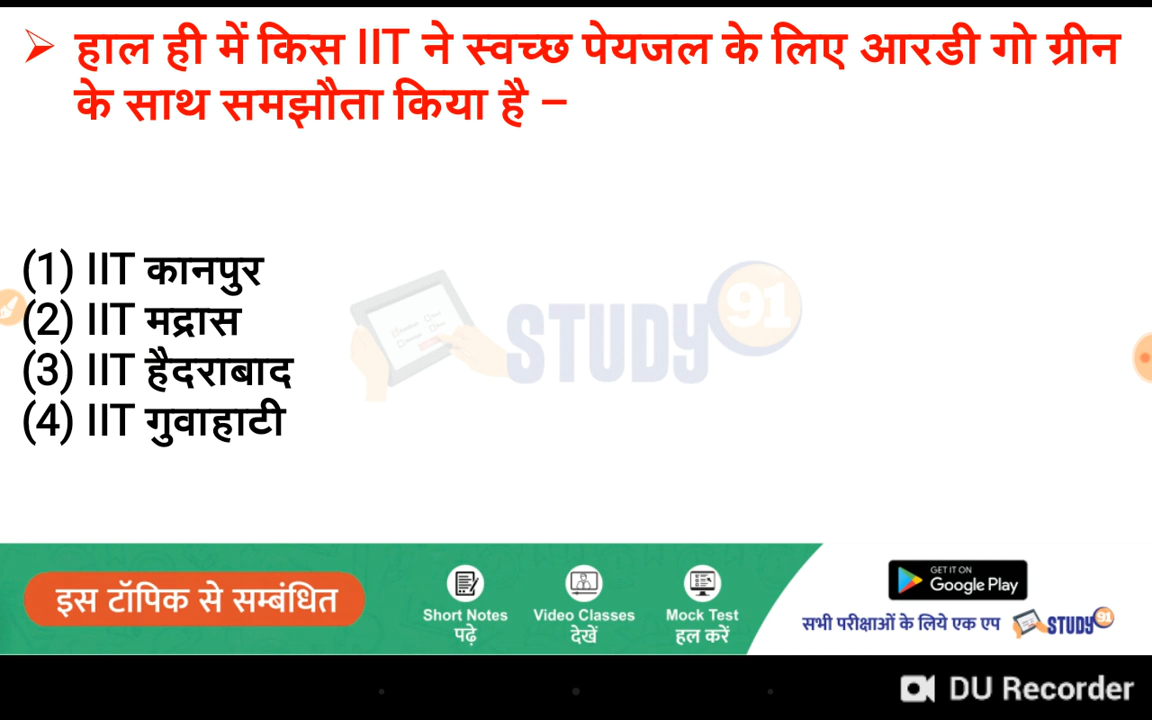 ➢ हाल ही में किस IIT ने स्वच्छ पेयजल के लिए आरडी गो ग्रीन
के साथ समझौता किया है –
(1) IIT कानपुर
(2) IIT मद्रास
(3) IIT हैदराबाद
(4) IIT गुवाहाटी
STUDY 91
इस टॉपिक से सम्बंधित
Short Notes
पढ़े
Video Classes
देखें
Mock Test
हल करें
GET IT ON
Google Play
सभी परीक्षाओं के लिये एक एप STUDY 91
DU Recorder